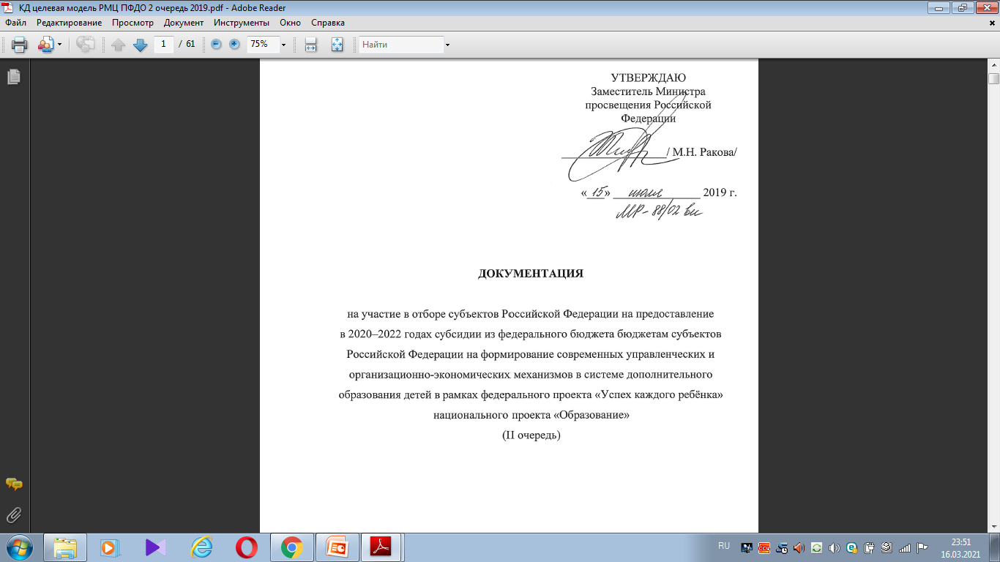 КД целевая модель РМЦ ПФДО 2 очередь 2019.pdf - Adobe Reader
Файл Редактирование Просмотр Документ Инструменты Окно Справка
1 / 61 75% Найти
УТВЕРЖДАЮ
Заместитель Министра
просвещения Российской
Федерации
/ М.Н. Ракова/
«15» июля 2019 г.
МР-88/02вн
ДОКУМЕНТАЦИЯ
на участие в отборе субъектов Российской Федерации на предоставление
в 2020–2022 годах субсидии из федерального бюджета бюджетам субъектов
Российской Федерации на формирование современных управленческих и
организационно-экономических механизмов в системе дополнительного
образования детей в рамках федерального проекта «Успех каждого ребёнка»
национального проекта «Образование»
(II очередь)
RU
23:51
16.03.2021